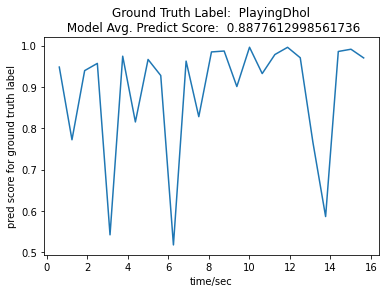 Ground Truth Label: PlayingDhol
Model Avg. Predict Score: 0.8877612998561736
1.0
0.9
0.8
0.7
0.6
0.5
pred score for ground truth label
0 2 4 6 8 10 12 14 16
time/sec